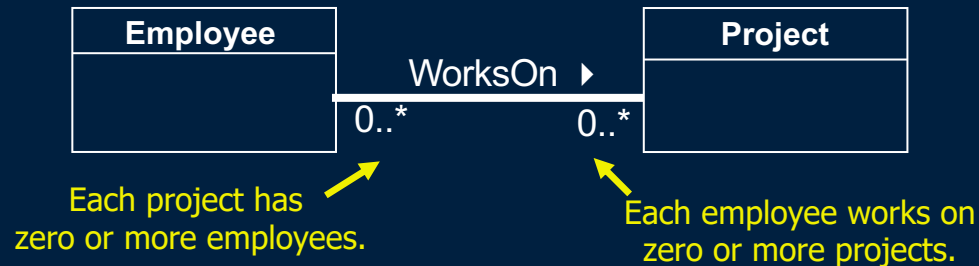 Employee
Project
WorksOn ▸
0..*
0..*
Each project has
zero or more employees.
Each employee works on
zero or more projects.